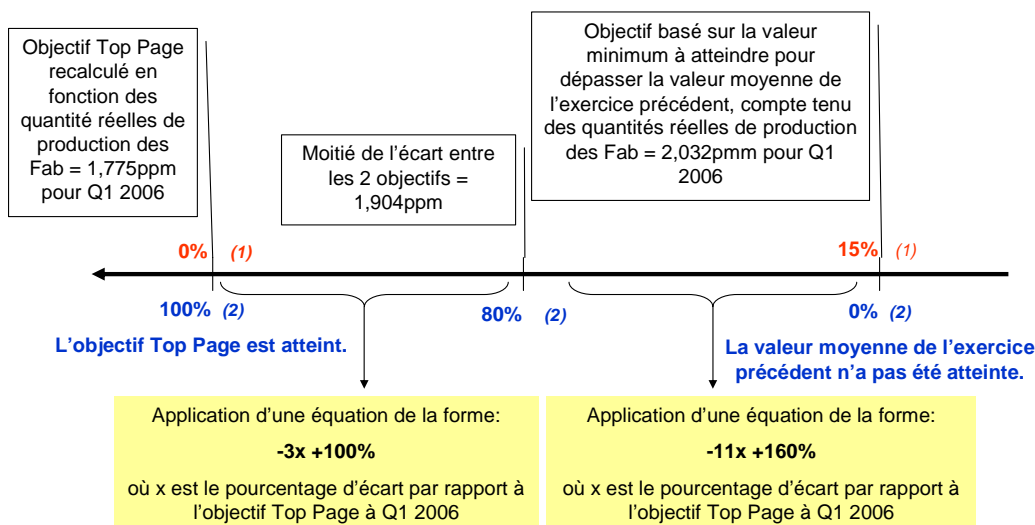 Objectif Top Page
recalculé en
fonction des
quantité réelles de
production des
Fab = 1,775ppm
pour Q1 2006
Moitié de l'écart entre
les 2 objectifs =
1,904ppm
Objectif basé sur la valeur
minimum à atteindre pour
dépasser la valeur moyenne de
l'exercice précédent, compte tenu
des quantités réelles de production
des Fab = 2,032pmm pour Q1
2006
0% (1)
15% (1)
100% (2)
80% (2)
0% (2)
L'objectif Top Page est atteint.
La valeur moyenne de l'exercice
précédent n'a pas été atteinte.
Application d'une équation de la forme:
-3x +100%
où x est le pourcentage d'écart par rapport à
l'objectif Top Page à Q1 2006
Application d'une équation de la forme:
-11x +160%
où x est le pourcentage d'écart par rapport à
l'objectif Top Page à Q1 2006